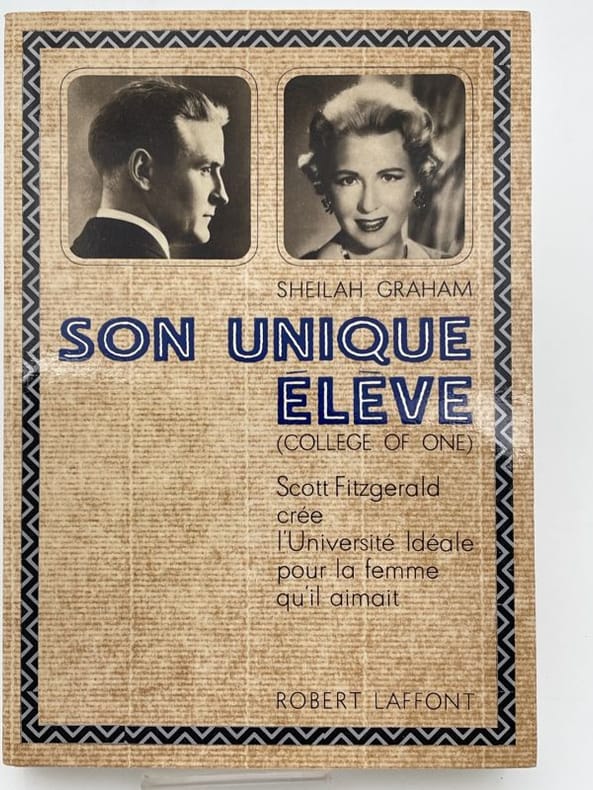 SHEILAH GRAHAM
SON UNIQUE
ÉLÈVE
(COLLEGE OF ONE)
Scott Fitzgerald
crée
l'Université Idéale
pour la femme
qu'il aimait
ROBERT LAFFONT